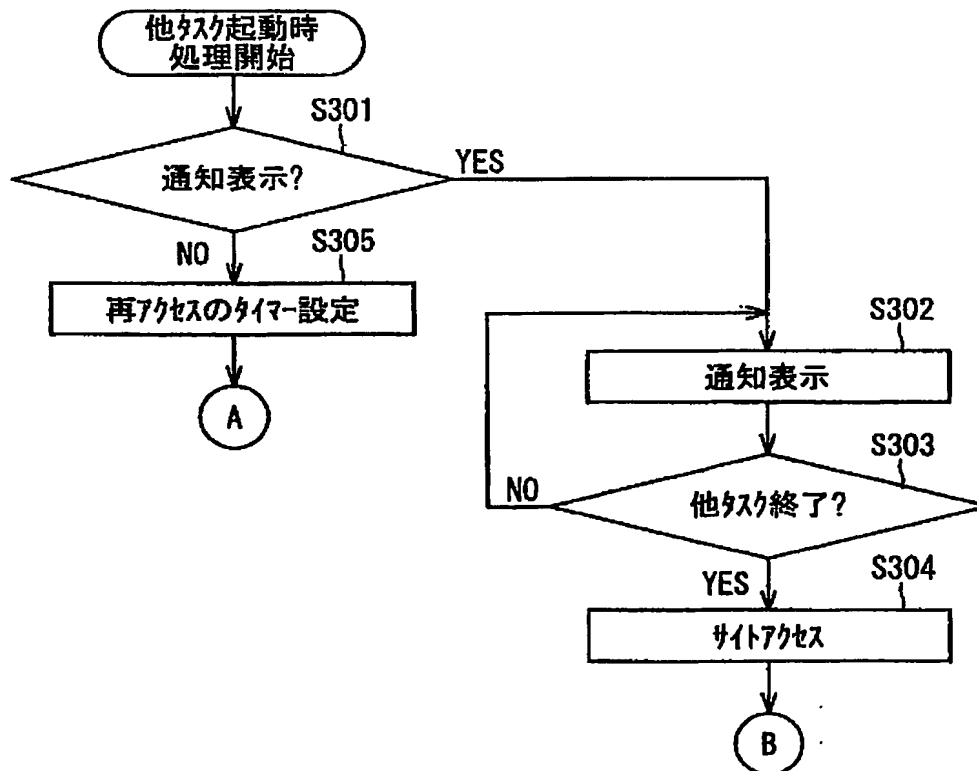 他ﾀｽｸ起動時
処理開始
S301
通知表示?
YES
NO
S305
再ｱｸｾｽのﾀｲﾏｰ設定
A
S302
通知表示
S303
他ﾀｽｸ終了?
NO
YES
S304
ｻｲﾄｱｸｾｽ
B